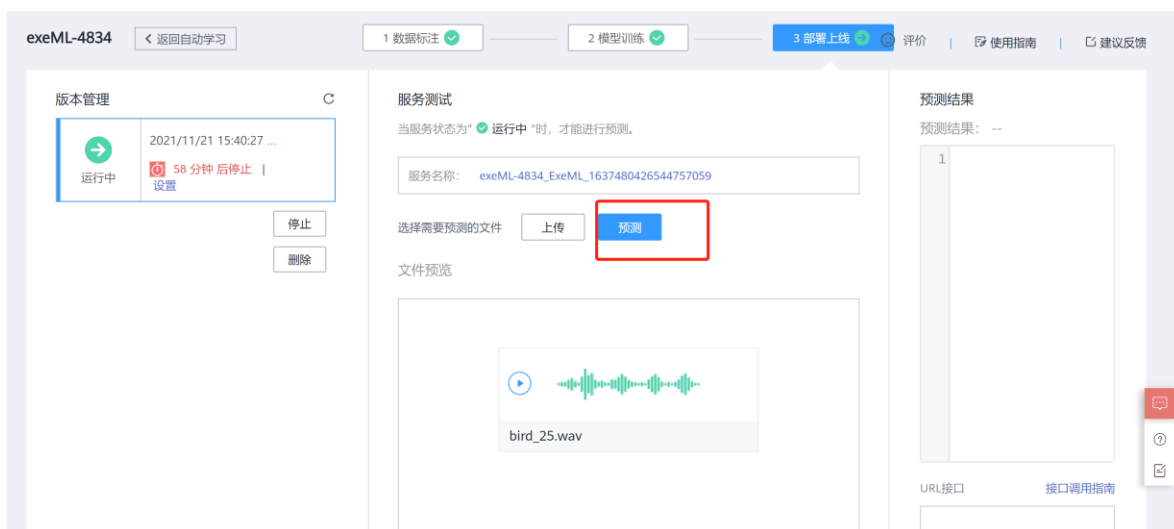 exeML-4834 返回自动学习 1 数据标注 2 模型训练 3 部署上线 评价 | 使用指南 | 建议反馈
版本管理
2021/11/21 15:40:27 ...
运行中
58 分钟 后停止 |
设置
停止
删除
服务测试
当服务状态为“ 运行中 ”时，才能进行预测。
服务名称： exeML-4834_ExeML_1637480426544757059
选择需要预测的文件 上传 预测
文件预览
bird_25.wav
预测结果
预测结果： --
1
URL接口 接口调用指南